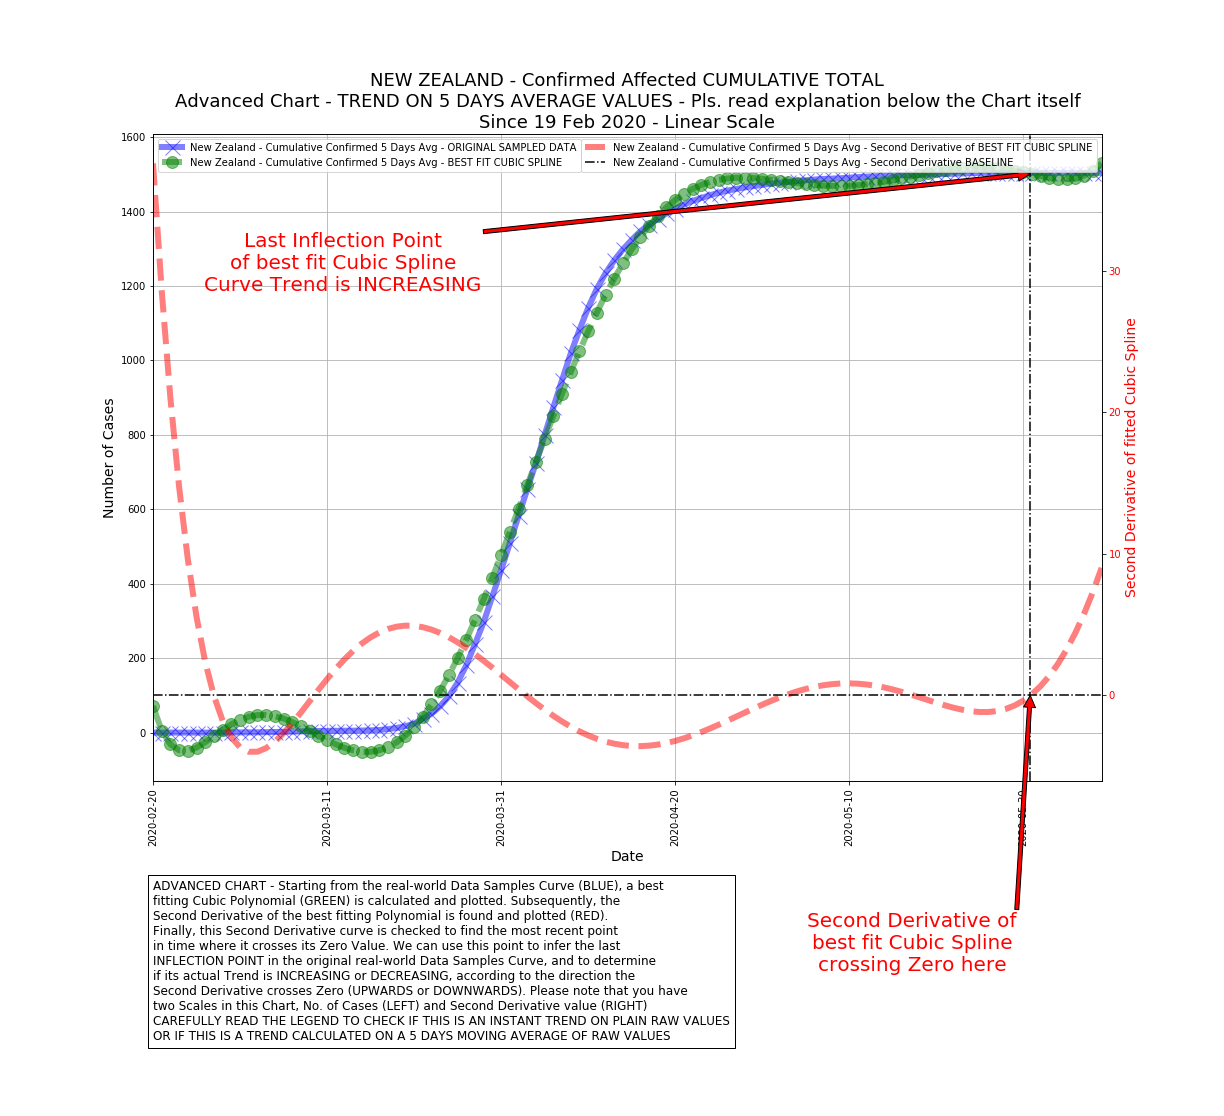 NEW ZEALAND - Confirmed Affected CUMULATIVE TOTAL
Advanced Chart - TREND ON 5 DAYS AVERAGE VALUES - Pls. read explanation below the Chart itself
Since 19 Feb 2020 - Linear Scale
New Zealand - Cumulative Confirmed 5 Days Avg - ORIGINAL SAMPLED DATA
New Zealand - Cumulative Confirmed 5 Days Avg - BEST FIT CUBIC SPLINE
New Zealand - Cumulative Confirmed 5 Days Avg - Second Derivative of BEST FIT CUBIC SPLINE
New Zealand - Cumulative Confirmed 5 Days Avg - Second Derivative BASELINE
Last Inflection Point
of best fit Cubic Spline
Curve Trend is INCREASING
Number of Cases
1600
1400
1200
1000
800
600
400
200
0
30
20
10
0
Second Derivative of fitted Cubic Spline
2020-02-20
2020-03-11
2020-03-31
2020-04-20
2020-05-10
2020-05-30
Date
ADVANCED CHART - Starting from the real-world Data Samples Curve (BLUE), a best
fitting Cubic Polynomial (GREEN) is calculated and plotted. Subsequently, the
Second Derivative of the best fitting Polynomial is found and plotted (RED).
Finally, this Second Derivative curve is checked to find the most recent point
in time where it crosses its Zero Value. We can use this point to infer the last
INFLECTION POINT in the original real-world Data Samples Curve, and to determine
if its actual Trend is INCREASING or DECREASING, according to the direction the
Second Derivative crosses Zero (UPWARDS or DOWNWARDS). Please note that you have
two Scales in this Chart, No. of Cases (LEFT) and Second Derivative value (RIGHT)
CAREFULLY READ THE LEGEND TO CHECK IF THIS IS AN INSTANT TREND ON PLAIN RAW VALUES
OR IF THIS IS A TREND CALCULATED ON A 5 DAYS MOVING AVERAGE OF RAW VALUES
Second Derivative of
best fit Cubic Spline
crossing Zero here